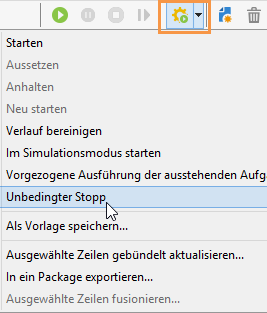 Starten
Aussetzen
Anhalten
Neu starten
Verlauf bereinigen
Im Simulationsmodus starten
Vorgezogene Ausführung der ausstehenden Aufga
Unbedingter Stopp
Als Vorlage speichern...
Ausgewählte Zeilen gebündelt aktualisieren...
In ein Package exportieren...
Ausgewählte Zeilen fusionieren...